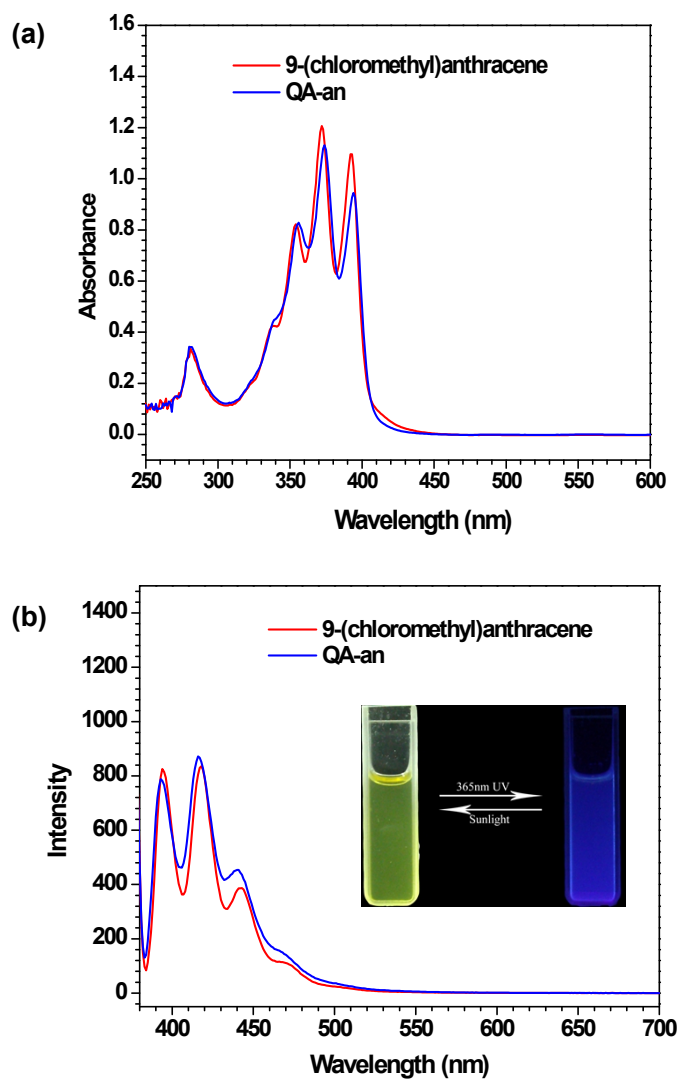 (a)
1.6
1.4
1.2
1.0
0.8
0.6
0.4
0.2
0.0
Absorbance
9-(chloromethyl)anthracene
QA-an
250 300 350 400 450 500 550 600
Wavelength (nm)
(b)
1400
1200
1000
800
600
400
200
0
Intensity
9-(chloromethyl)anthracene
QA-an
365nm UV
Sunlight
400 450 500 550 600 650 700
Wavelength (nm)